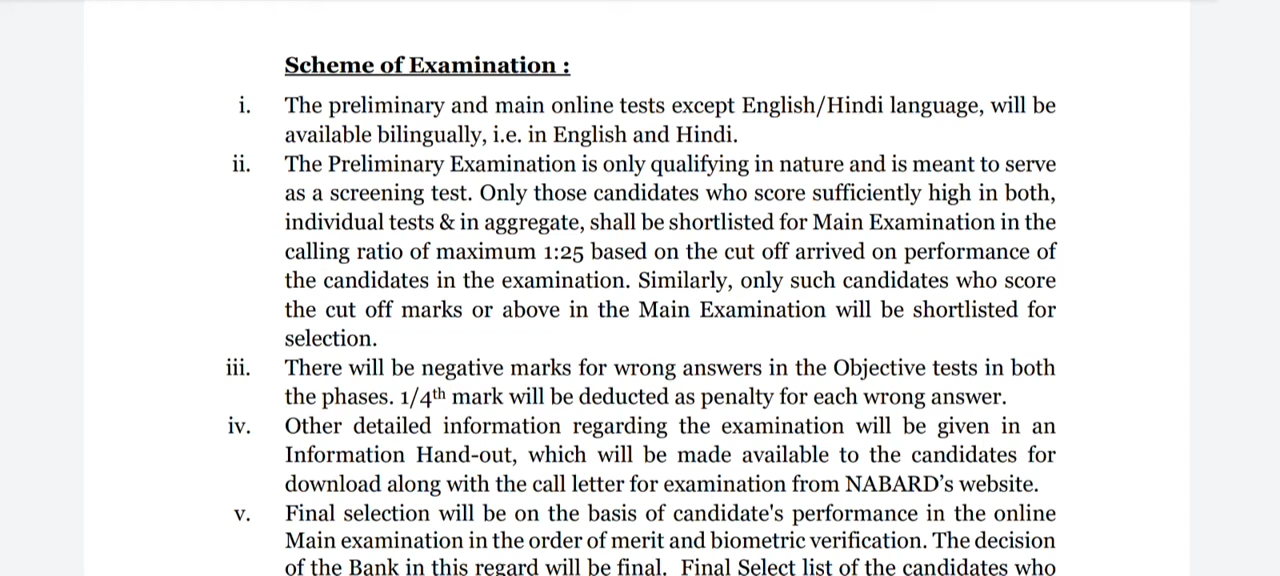 Scheme of Examination :
i. The preliminary and main online tests except English/Hindi language, will be
available bilingually, i.e. in English and Hindi.
ii. The Preliminary Examination is only qualifying in nature and is meant to serve
as a screening test. Only those candidates who score sufficiently high in both,
individual tests & in aggregate, shall be shortlisted for Main Examination in the
calling ratio of maximum 1:25 based on the cut off arrived on performance of
the candidates in the examination. Similarly, only such candidates who score
the cut off marks or above in the Main Examination will be shortlisted for
selection.
iii. There will be negative marks for wrong answers in the Objective tests in both
the phases. 1/4th mark will be deducted as penalty for each wrong answer.
iv. Other detailed information regarding the examination will be given in an
Information Hand-out, which will be made available to the candidates for
download along with the call letter for examination from NABARD’s website.
v. Final selection will be on the basis of candidate's performance in the online
Main examination in the order of merit and biometric verification. The decision
of the Bank in this regard will be final. Final Select list of the candidates who